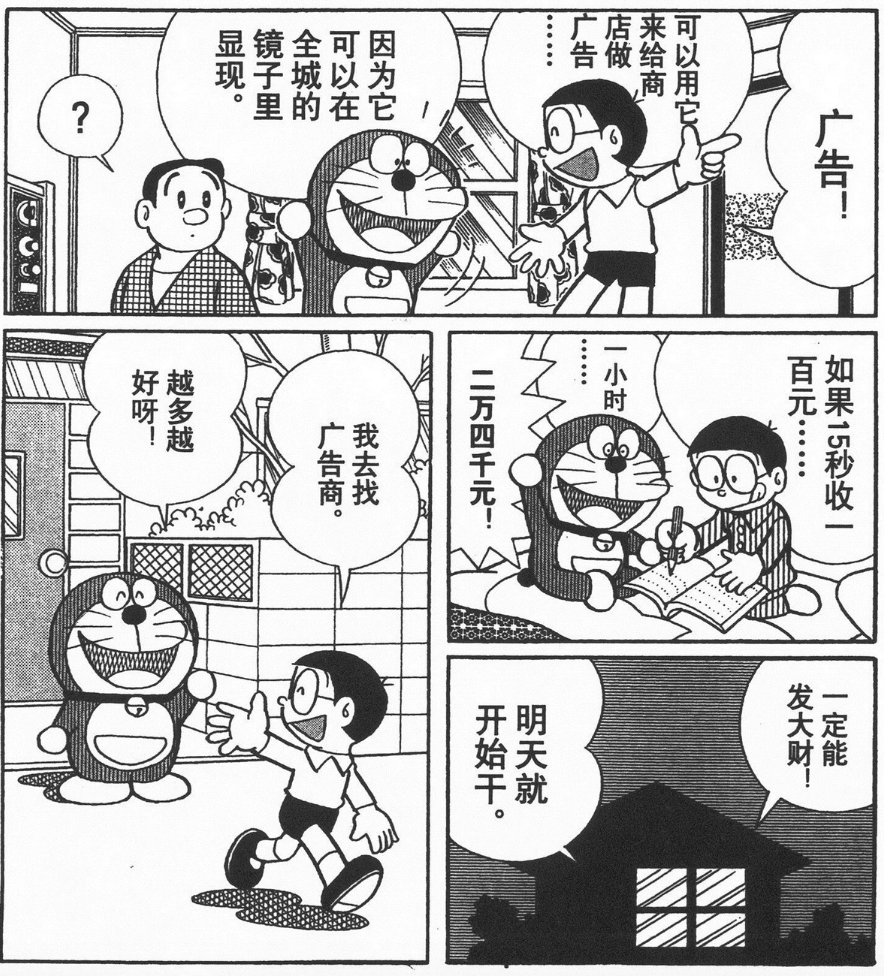 广告！
可以用它
来给商
店做
广告
……
因为它
可以在
全城的
镜子里
显现。
？
如果15秒收一
百元……
一小时
……
二万四千元！
一定能
发大财！
明天就
开始干。
我去找
广告商。
越多越
好呀！